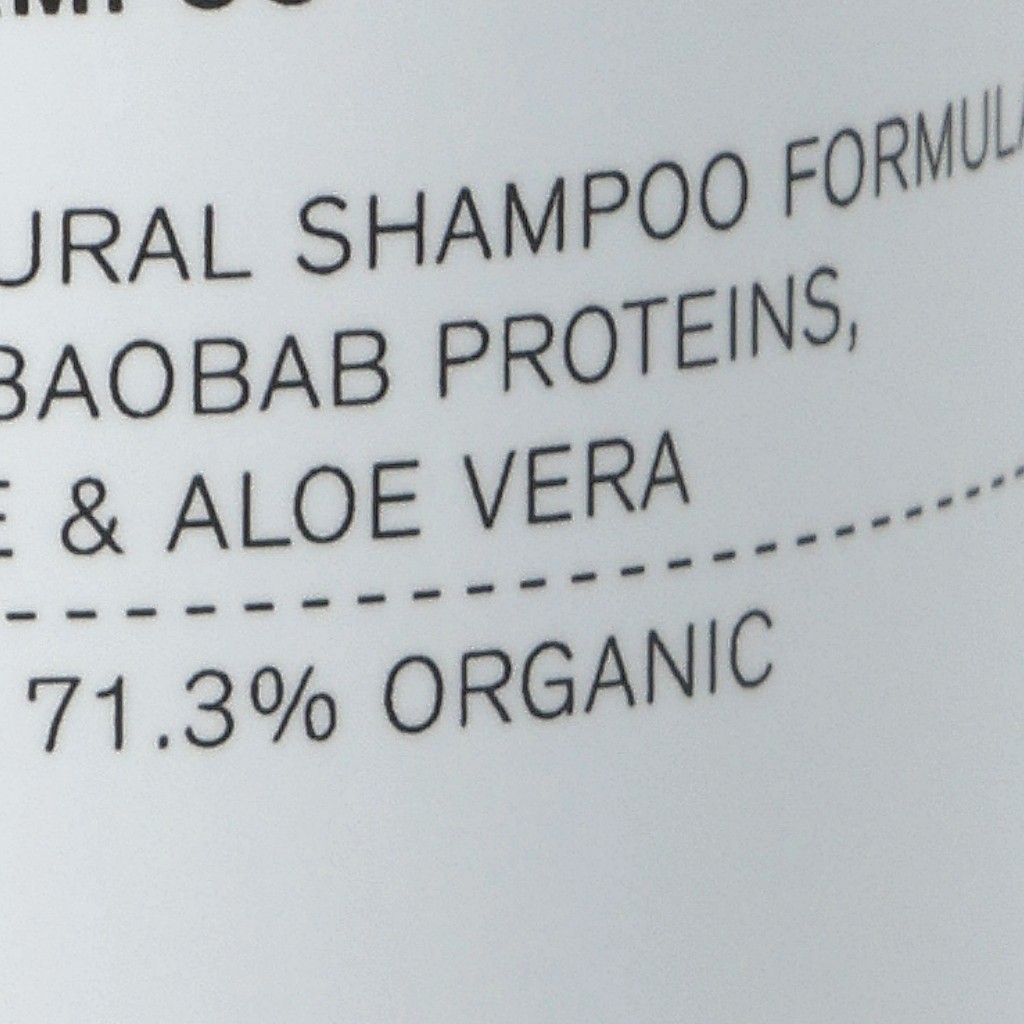 URAL SHAMPOO FORMULA
BAOBAB PROTEINS,
E & ALOE VERA
71.3% ORGANIC